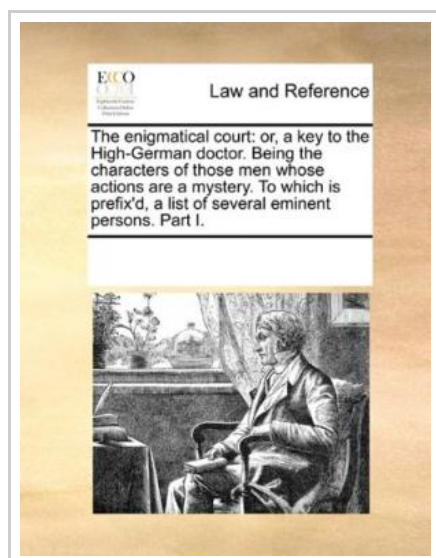 ECCO
Law and Reference
The enigmatical court: or, a key to the
High-German doctor. Being the
characters of those men whose
actions are a mystery. To which is
prefix'd, a list of several eminent
persons. Part I.